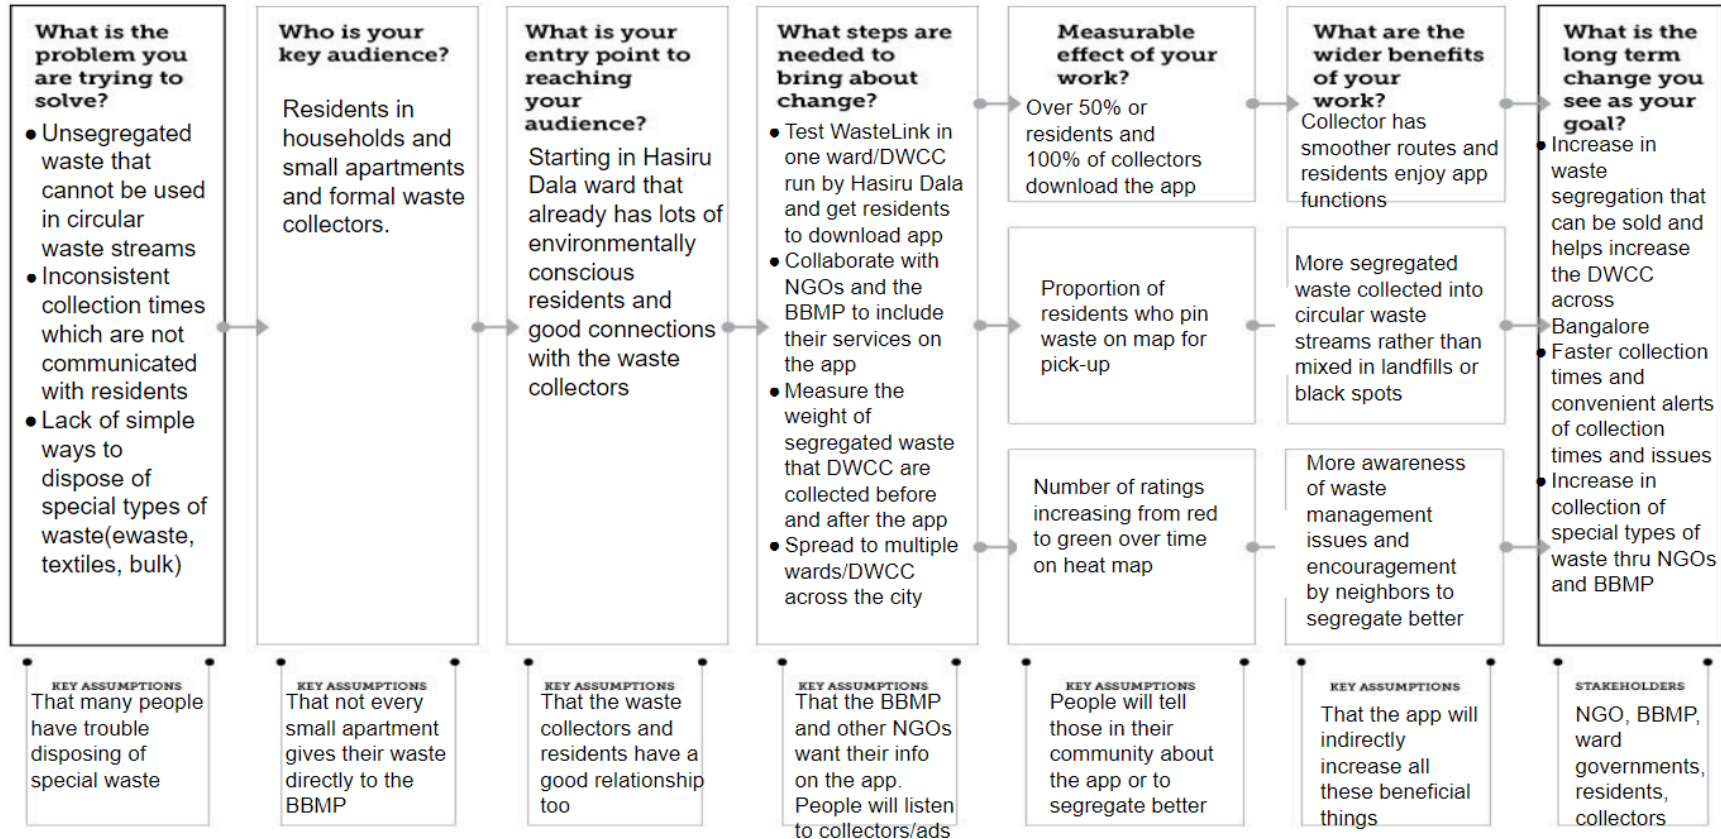 What is the
problem you
are trying to
solve?
● Unsegregated
waste that
cannot be used
in circular
waste streams
● Inconsistent
collection times
which are not
communicated
with residents
● Lack of simple
ways to
dispose of
special types of
waste(ewaste,
textiles, bulk)
KEY ASSUMPTIONS
That many people
have trouble
disposing of
special waste
Who is your
key audience?
Residents in
households and
small apartments
and formal waste
collectors.
KEY ASSUMPTIONS
That not every
small apartment
gives their waste
directly to the
BBMP
What is your
entry point to
reaching
your
audience?
Starting in Hasiru
Dala ward that
already has lots of
environmentally
conscious
residents and
good connections
with the waste
collectors
KEY ASSUMPTIONS
That the waste
collectors and
residents have a
good relationship
too
What steps are
needed to
bring about
change?
● Test WasteLink in
one ward/DWCC
run by Hasiru Dala
and get residents
to download app
● Collaborate with
NGOs and the
BBMP to include
their services on
the app
● Measure the
weight of
segregated waste
that DWCC are
collected before
and after the app
● Spread to multiple
wards/DWCC
across the city
KEY ASSUMPTIONS
That the BBMP
and other NGOs
want their info
on the app.
People will listen
to collectors/ads
Measurable
effect of your
work?
Over 50% or
residents and
100% of collectors
download the app
Proportion of
residents who pin
waste on map for
pick-up
Number of ratings
increasing from red
to green over time
on heat map
KEY ASSUMPTIONS
People will tell
those in their
community about
the app or to
segregate better
What are the
wider benefits
of your
work?
Collector has
smoother routes and
residents enjoy app
functions
More segregated
waste collected into
circular waste
streams rather than
mixed in landfills or
black spots
More awareness
of waste
management
issues and
encouragement
by neighbors to
segregate better
KEY ASSUMPTIONS
That the app will
indirectly
increase all
these beneficial
things
What is the
long term
change you
see as your
goal?
● Increase in
waste
segregation that
can be sold and
helps increase
the DWCC
across
Bangalore
● Faster collection
times and
convenient alerts
of collection
times and issues
● Increase in
collection of
special types of
waste thru NGOs
and BBMP
STAKEHOLDERS
NGO, BBMP,
ward
governments,
residents,
collectors